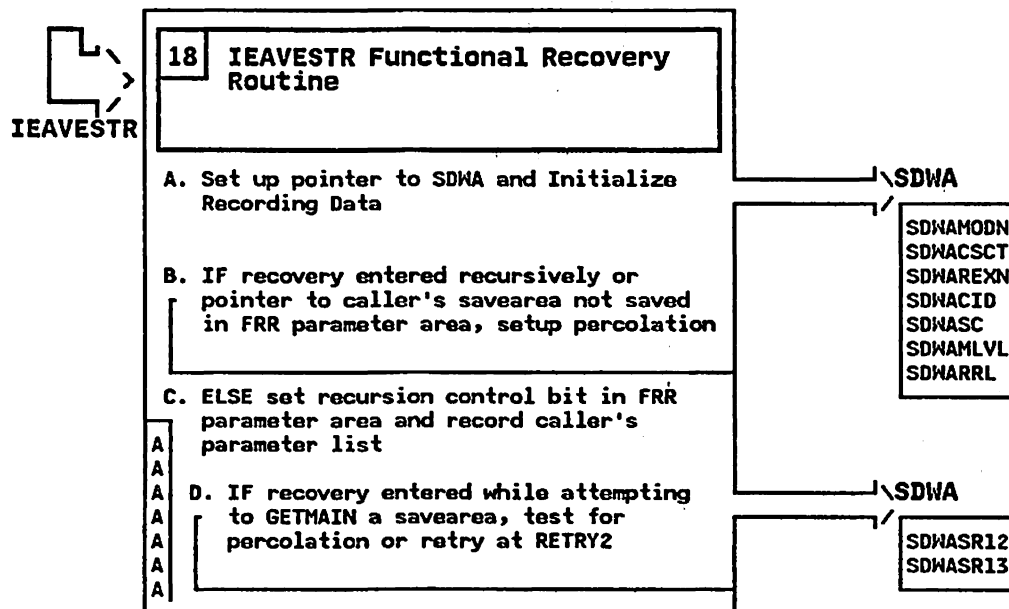 18 IEAVESTR Functional Recovery
Routine
IEAVESTR
A. Set up pointer to SDWA and Initialize
Recording Data
\SDWA
SDWAMODN
SDWACSCT
SDWAREXN
SDWACID
SDWASC
SDWAMLVL
SDWARRL
B. IF recovery entered recursively or
pointer to caller's savearea not saved
in FRR parameter area, setup percolation
C. ELSE set recursion control bit in FRR
parameter area and record caller's
parameter list
A
A
A
A
A
A
A
D. IF recovery entered while attempting
to GETMAIN a savearea, test for
percolation or retry at RETRY2
\SDWA
SDWASR12
SDWASR13